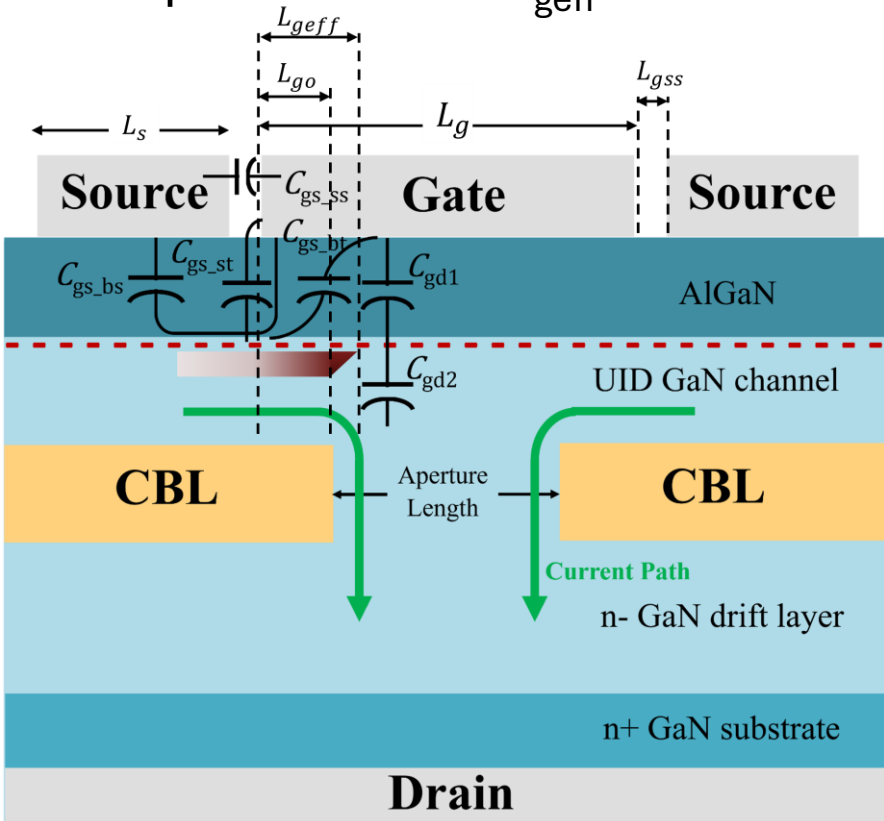 L_geff
L_go
L_gss
L_s
L_g
Source
C_gs_ss
Gate
Source
C_gs_bs
C_gs_st
C_gs_bt
C_gd1
AlGaN
C_gd2
UID GaN channel
CBL
Aperture
Length
CBL
Current Path
n- GaN drift layer
n+ GaN substrate
Drain